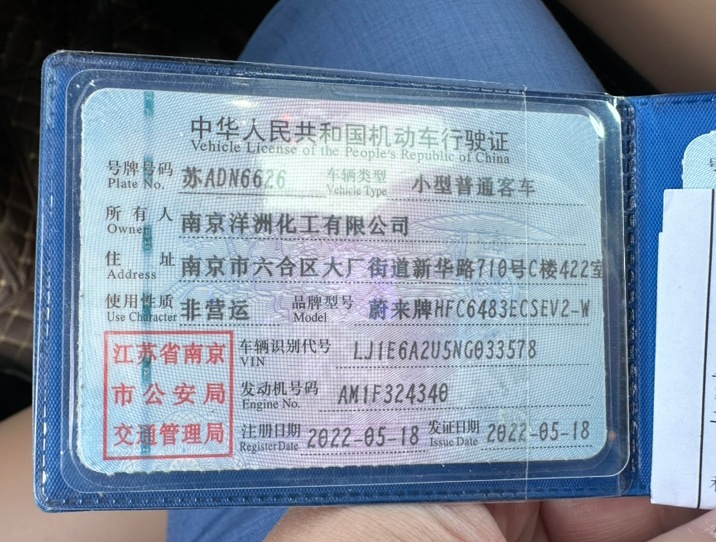 中华人民共和国机动车行驶证
Vehicle License of the People's Republic of China
号牌号码 苏ADN6626 车辆类型 小型普通客车
Plate No. Vehicle Type
所有人 南京洋洲化工有限公司
Owner
住址 南京市六合区大厂街道新华路710号C楼422室
Address
使用性质 非营运 品牌型号 蔚来牌HFC6483ECSEV2-W
Use Character Model
江苏省南京
市公安局
交通管理局
车辆识别代号 LJ1E6A2U5NG033578
VIN
发动机号码 AM1F324340
Engine No.
注册日期 2022-05-18 发证日期 2022-05-18
Register Date Issue Date